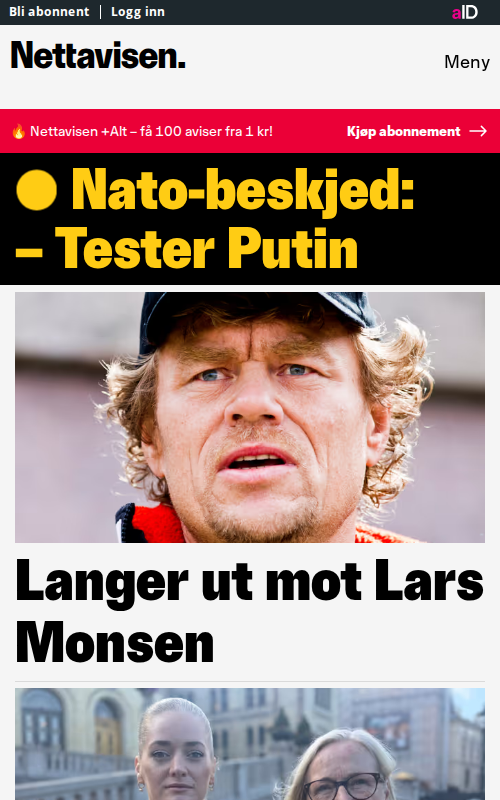 Bli abonnent | Logg inn
aID
Nettavisen.
Meny
🔥 Nettavisen +Alt – få 100 aviser fra 1 kr!
Kjøp abonnement →
Nato-beskjed:
– Tester Putin
Langer ut mot Lars
Monsen